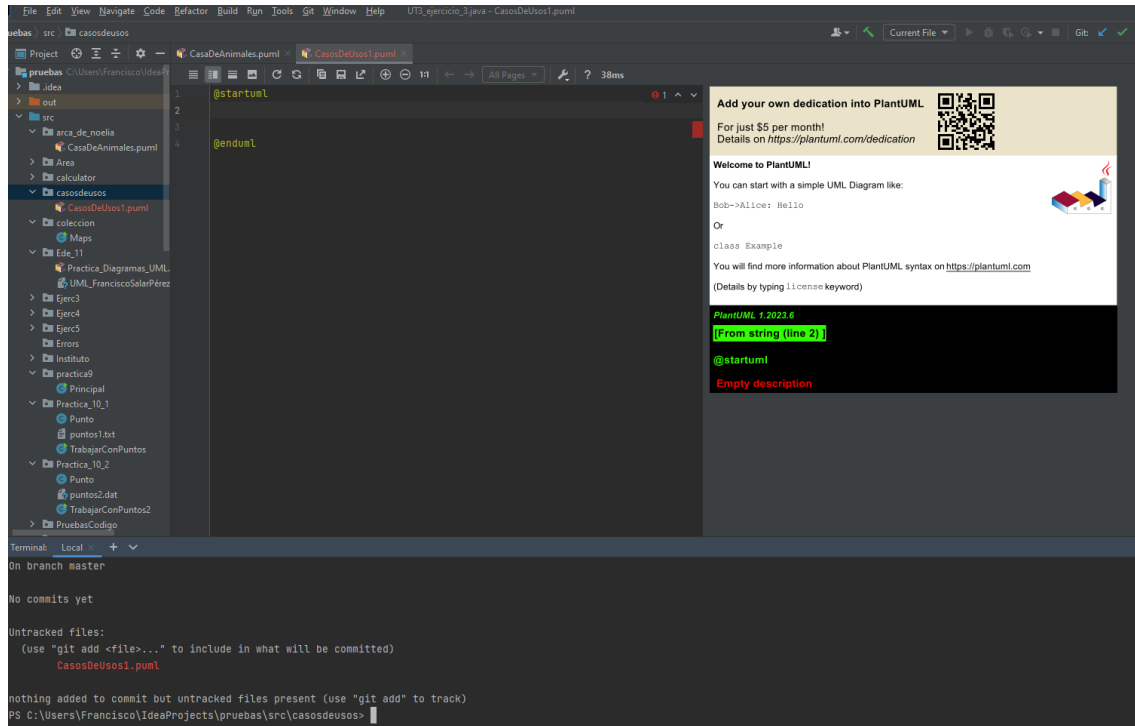 File Edit View Navigate Code Refactor Build Run Tools Git Window Help UT3_ejercicio_3.java - CasosDeUsos1.puml
uebas src casosdeusos
Current File Git:
Project
CasaDeAnimales.puml CasosDeUsos1.puml
1:1 All Pages ? 38ms
pruebas C:\Users\Francisco\IdeaPr
.idea
out
src
arca_de_noelia
CasaDeAnimales.puml
Area
calculator
casosdeusos
CasosDeUsos1.puml
coleccion
Maps
Ede_11
Practica_Diagramas_UML.
UML_FranciscoSalarPérez
Ejerc3
Ejerc4
Ejerc5
Errors
Instituto
practica9
Principal
Practica_10_1
Punto
puntos1.txt
TrabajarConPuntos
Practica_10_2
Punto
puntos2.dat
TrabajarConPuntos2
PruebasCodigo
1 @startuml
2
3
4 @enduml
1
Add your own dedication into PlantUML
For just $5 per month!
Details on https://plantuml.com/dedication
Welcome to PlantUML!
You can start with a simple UML Diagram like:
Bob->Alice: Hello
Or
class Example
You will find more information about PlantUML syntax on https://plantuml.com
(Details by typing license keyword)
PlantUML 1.2023.6
[From string (line 2) ]
@startuml
Empty description
Terminal: Local
On branch master
No commits yet
Untracked files:
(use "git add <file>..." to include in what will be committed)
CasosDeUsos1.puml
nothing added to commit but untracked files present (use "git add" to track)
PS C:\Users\Francisco\IdeaProjects\pruebas\src\casosdeusos>